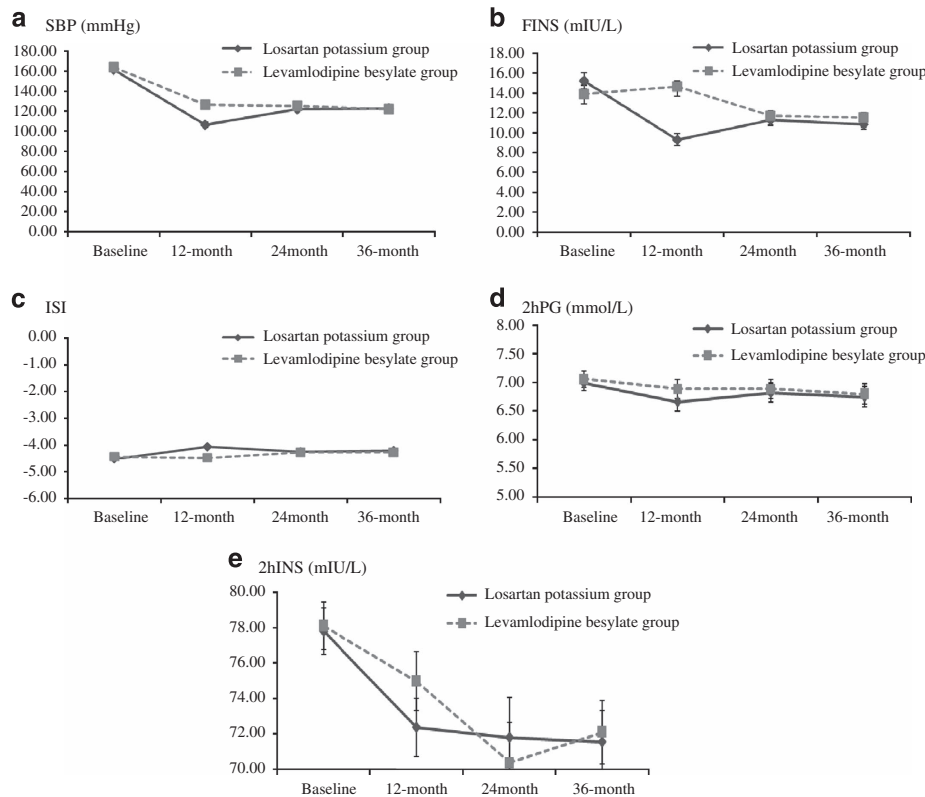 a SBP (mmHg)
180.00
160.00
140.00
120.00
100.00
80.00
60.00
40.00
20.00
0.00
Losartan potassium group
Levamlodipine besylate group
Baseline 12-month 24month 36-month
b FINS (mIU/L)
18.00
16.00
14.00
12.00
10.00
8.00
6.00
4.00
2.00
0.00
Losartan potassium group
Levamlodipine besylate group
Baseline 12-month 24month 36-month
c ISI
0.00
-1.00
-2.00
-3.00
-4.00
-5.00
-6.00
Losartan potassium group
Levamlodipine besylate group
Baseline 12-month 24month 36-month
d 2hPG (mmol/L)
8.00
7.50
7.00
6.50
6.00
5.50
5.00
Losartan potassium group
Levamlodipine besylate group
Baseline 12-month 24month 36-month
e 2hINS (mIU/L)
80.00
78.00
76.00
74.00
72.00
70.00
Losartan potassium group
Levamlodipine besylate group
Baseline 12-month 24month 36-month